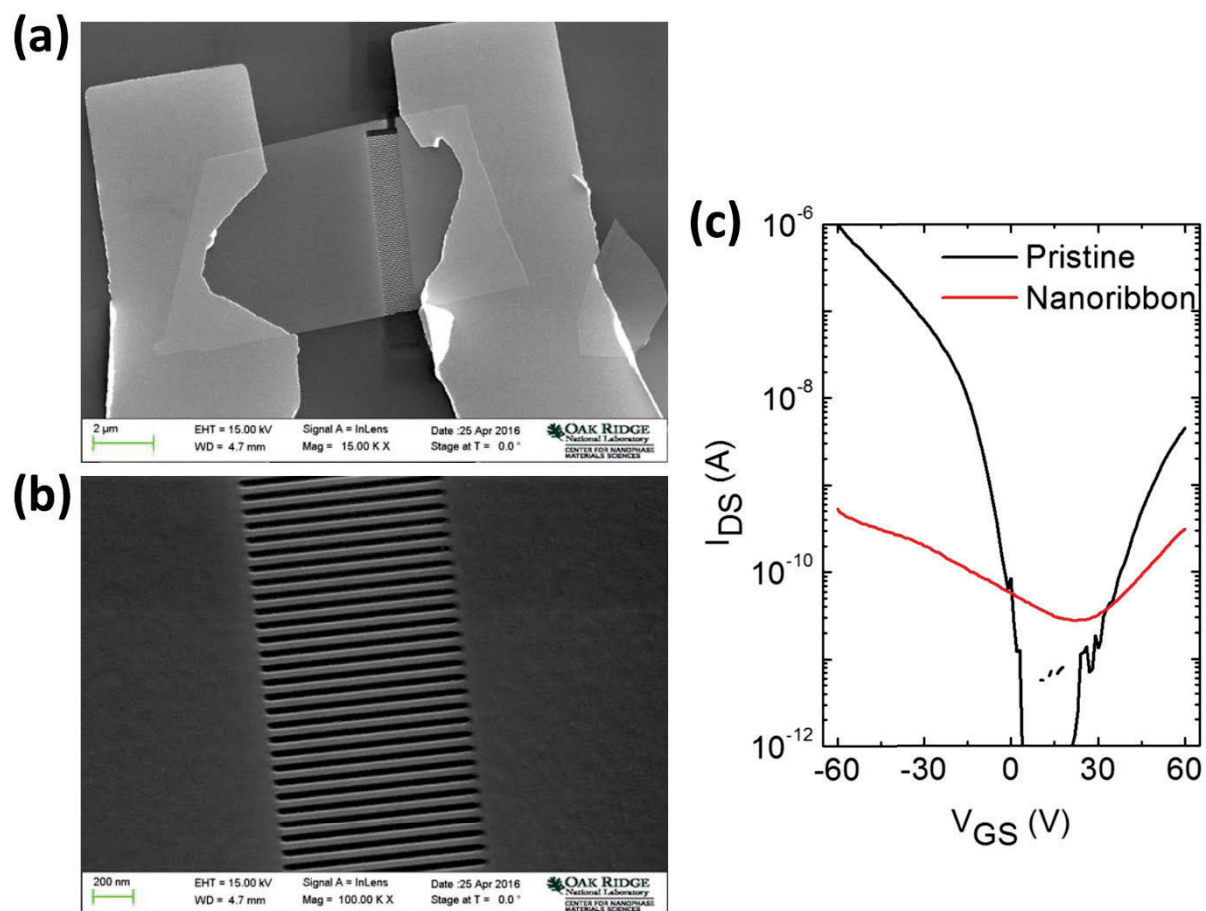 (a)
2 µm
EHT = 15.00 kV Signal A = InLens Date :25 Apr 2016
WD = 4.7 mm Mag = 15.00 K X Stage at T = 0.0°
OAK RIDGE
National Laboratory
CENTER FOR NANOPHASE
MATERIALS SCIENCES
(b)
200 nm
EHT = 15.00 kV Signal A = InLens Date :25 Apr 2016
WD = 4.7 mm Mag = 100.00 K X Stage at T = 0.0°
OAK RIDGE
National Laboratory
CENTER FOR NANOPHASE
MATERIALS SCIENCES
(c)
Pristine
Nanoribbon
10^-6
10^-8
10^-10
10^-12
I_DS (A)
-60 -30 0 30 60
V_GS (V)